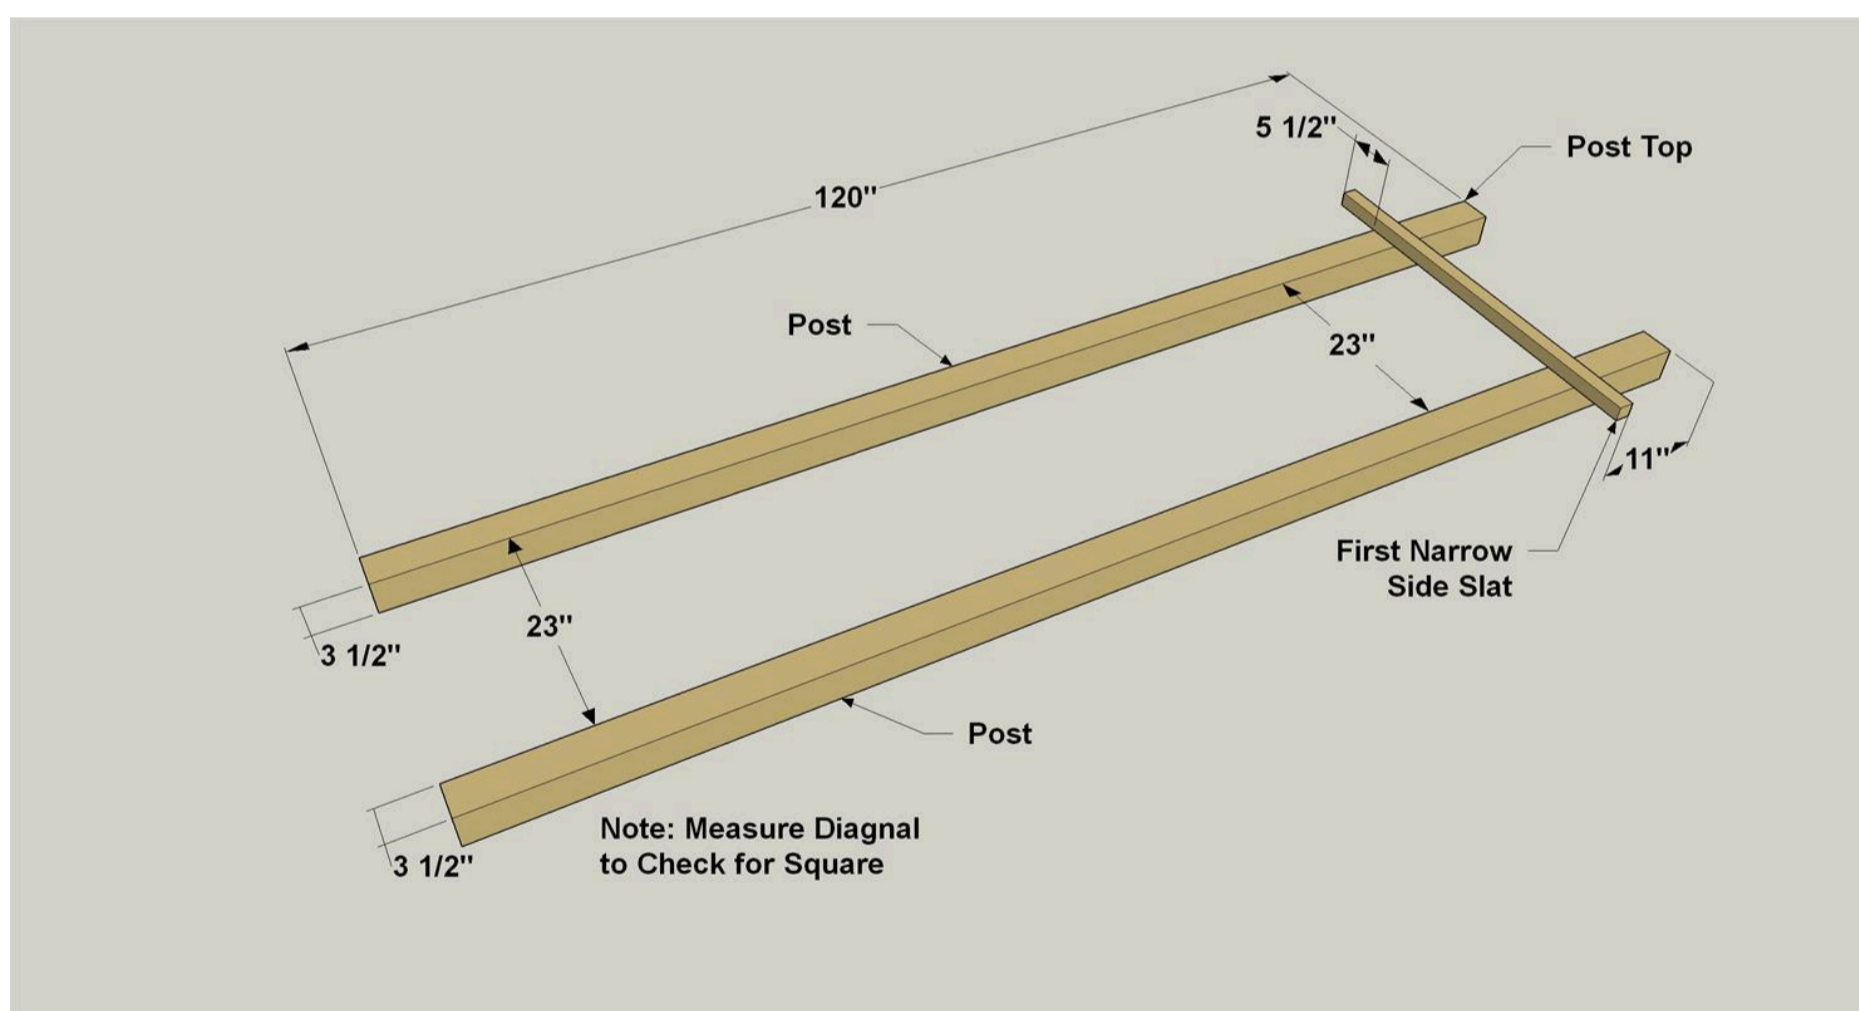 5 1/2"
Post Top
120"
Post
23"
11"
First Narrow
Side Slat
23"
3 1/2"
Post
Note: Measure Diagnal
to Check for Square
3 1/2"